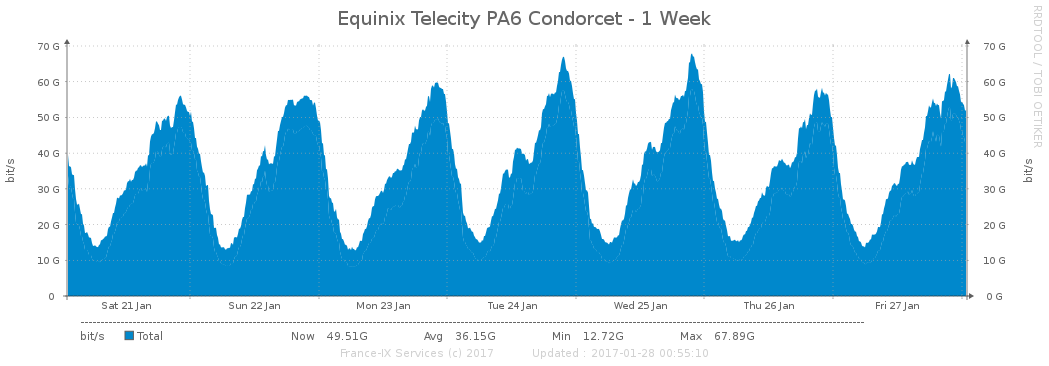 Equinix Telecity PA6 Condorcet - 1 Week
RRDTOOL / TOBI OETIKER
70 G 70 G
60 G 60 G
50 G 50 G
40 G 40 G
30 G 30 G
20 G 20 G
10 G 10 G
0 0 G
bit/s bit/s
Sat 21 Jan Sun 22 Jan Mon 23 Jan Tue 24 Jan Wed 25 Jan Thu 26 Jan Fri 27 Jan
bit/s Total Now 49.51G Avg 36.15G Min 12.72G Max 67.89G
France-IX Services (c) 2017 Updated : 2017-01-28 00:55:10